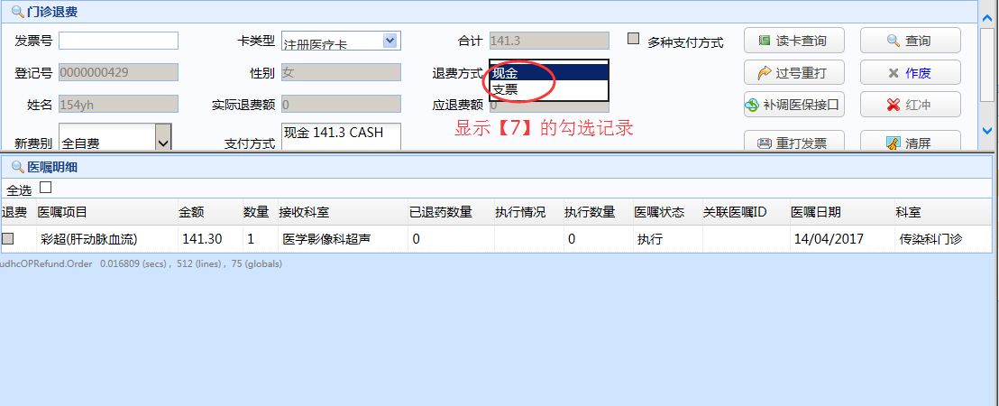 门诊退费
发票号 卡类型 注册医疗卡 合计 141.3 多种支付方式 读卡查询 查询
登记号 0000000429 性别 女 退费方式 现金 过号重打 作废
支票
姓名 154yh 实际退费额 0 应退费额 0 补调医保接口 红冲
显示【7】的勾选记录
新费别 全自费 支付方式 现金 141.3 CASH 重打发票 清屏
医嘱明细
全选
退费 医嘱项目 金额 数量 接收科室 已退药数量 执行情况 执行数量 医嘱状态 关联医嘱ID 医嘱日期 科室
彩超(肝动脉血流) 141.30 1 医学影像科超声 0 0 执行 14/04/2017 传染科门诊
udhcOPRefund.Order 0.016809 (secs) , 512 (lines) , 75 (globals)